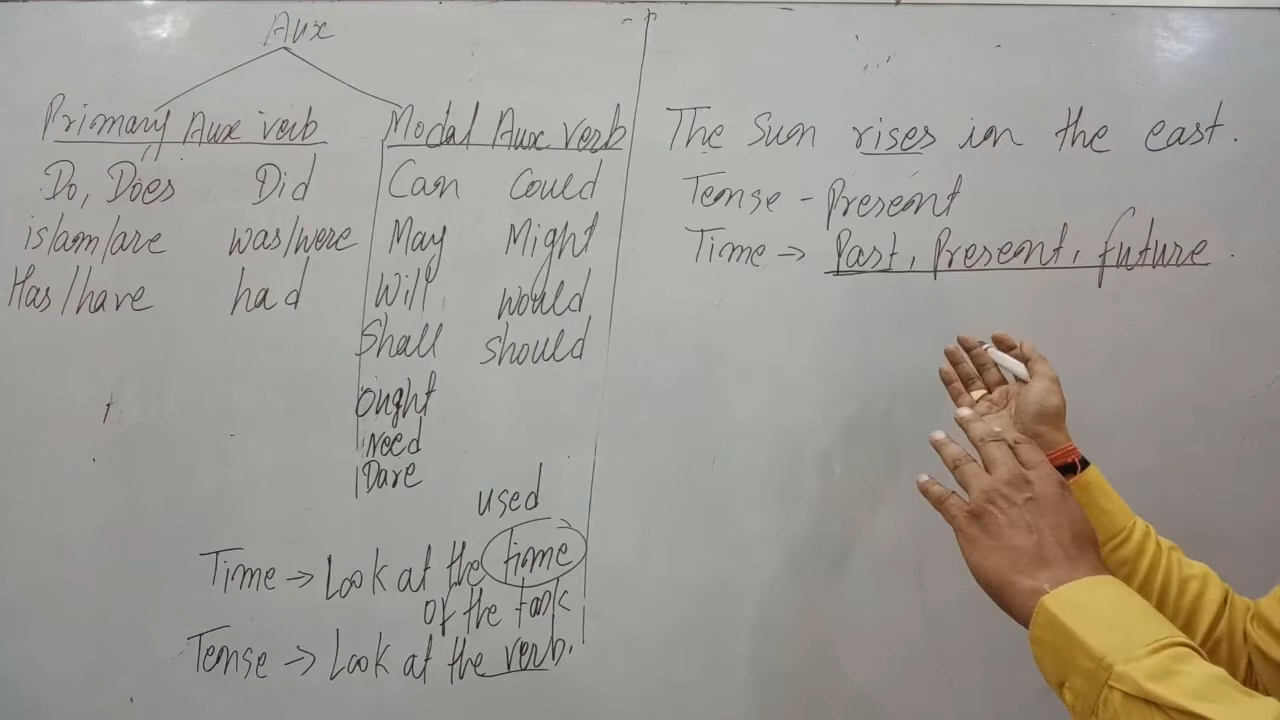 Aux
Primary Aux verb
Do, Does Did
is/am/are was/were
Has/have had
Modal Aux verb
Can Could
May Might
Will would
Shall should
ought
Need
Dare
used
Time → Look at the time
of the task
Tense → Look at the verb.
The Sun rises in the east.
Tense - Present
Time → Past, Present, future.